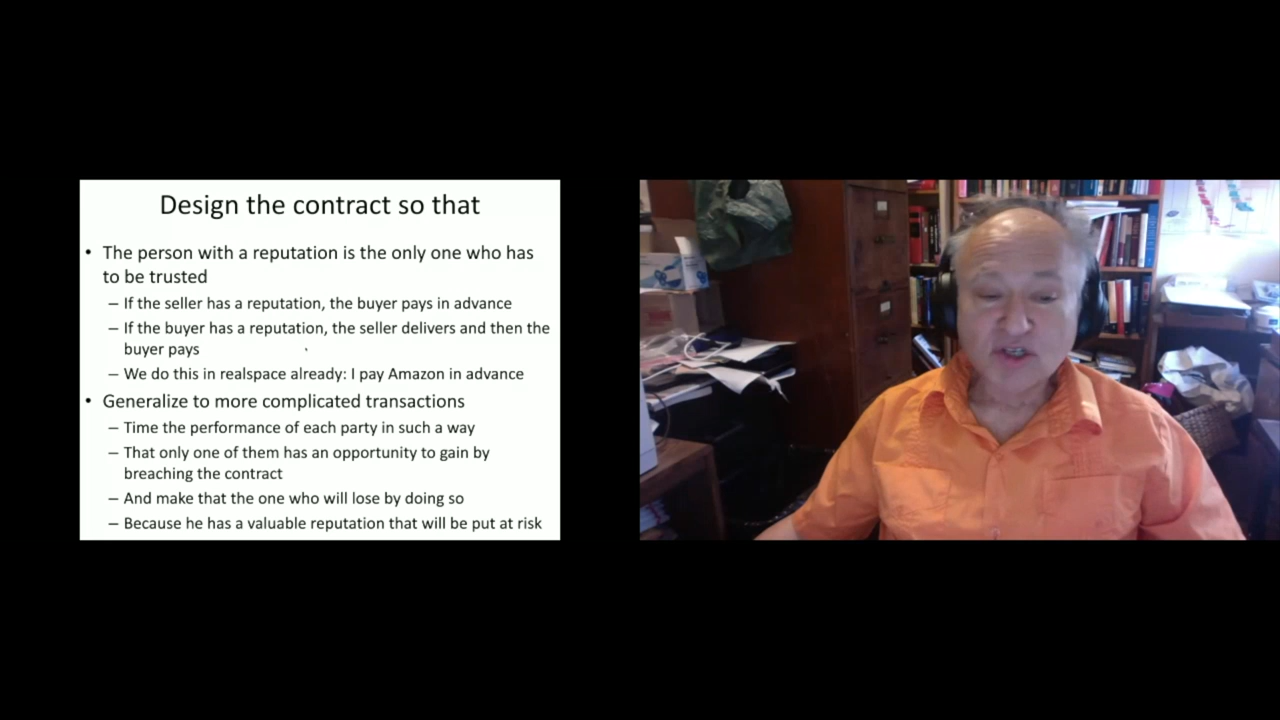 Design the contract so that
• The person with a reputation is the only one who has
to be trusted
– If the seller has a reputation, the buyer pays in advance
– If the buyer has a reputation, the seller delivers and then the
buyer pays
– We do this in realspace already: I pay Amazon in advance
• Generalize to more complicated transactions
– Time the performance of each party in such a way
– That only one of them has an opportunity to gain by
breaching the contract
– And make that the one who will lose by doing so
– Because he has a valuable reputation that will be put at risk